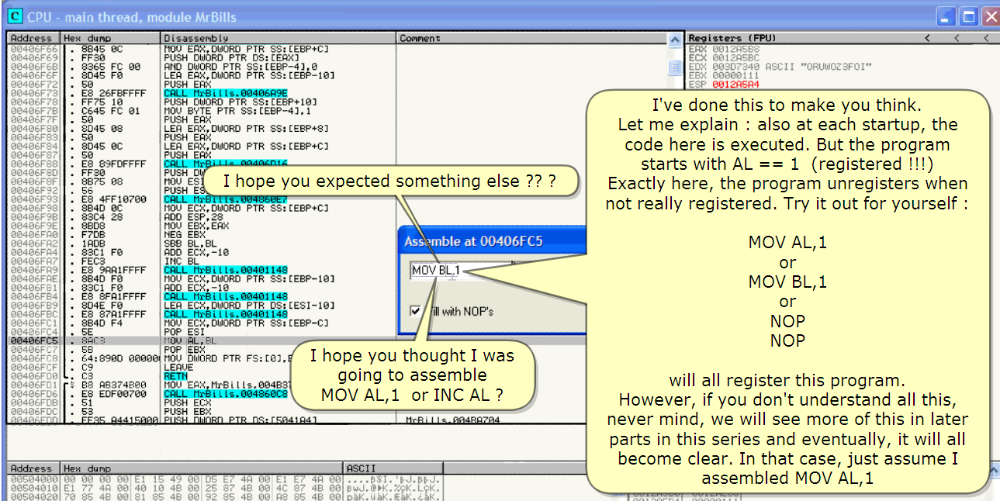 CPU - main thread, module MrBills
Address Hex dump Disassembly Comment
00406F66 . 8B45 0C MOV EAX,DWORD PTR SS:[EBP+C]
00406F69 . FF30 PUSH DWORD PTR DS:[EAX]
00406F6B . 8365 FC 00 AND DWORD PTR SS:[EBP-4],0
00406F6F . 8D45 F0 LEA EAX,DWORD PTR SS:[EBP-10]
00406F72 . 50 PUSH EAX
00406F73 . E8 26FBFFFF CALL MrBills.00406A9E
00406F78 . FF75 10 PUSH DWORD PTR SS:[EBP+10]
00406F7B . C645 FC 01 MOV BYTE PTR SS:[EBP-4],1
00406F7F . 50 PUSH EAX
00406F80 . 8D45 08 LEA EAX,DWORD PTR SS:[EBP+8]
00406F83 . 50 PUSH EAX
00406F84 . 8D45 0C LEA EAX,DWORD PTR SS:[EBP+C]
00406F87 . 50 PUSH EAX
00406F88 . E8 89FDFFFF CALL MrBills.00406D16
00406F8D . FF30 PUSH DW
00406F8F . 8B75 08 MOV ESI
00406F92 . 56 PUSH ES
00406F93 . E8 4FF10700 CALL MrBills.004860E7
00406F98 . 8B4D 0C MOV ECX,DWORD PTR SS:[EBP+C]
00406F9B . 83C4 28 ADD ESP,28
00406F9E . 8BD8 MOV EBX,EAX
00406FA0 . F7DB NEG EBX
00406FA2 . 1ADB SBB BL,BL
00406FA4 . 83C1 F0 ADD ECX,-10
00406FA7 . FEC3 INC BL
00406FA9 . E8 9AA1FFFF CALL MrBills.00401148
00406FAE . 8B4D F0 MOV ECX,DWORD PTR SS:[EBP-10]
00406FB1 . 83C1 F0 ADD ECX,-10
00406FB4 . E8 8FA1FFFF CALL MrBills.00401148
00406FB9 . 8D4E F0 LEA ECX,DWORD PTR DS:[ESI-10]
00406FBC . E8 87A1FFFF CALL MrBills.00401148
00406FC1 . 8B4D F4 MOV ECX,DWORD PTR SS:[EBP-C]
00406FC4 . 5E POP ESI
00406FC5 . 8AC3 MOV AL,BL
00406FC7 . 5B POP EBX
00406FC8 . 64:890D 00000 MOV DWORD PTR FS:[0],E
00406FCF . C9 LEAVE
00406FD0 . C3 RETN
00406FD1 $ B8 AB374B00 MOV EAX,MrBills.004B37
00406FD6 . E8 EDF00700 CALL MrBills.004860C8
00406FDB . 51 PUSH ECX
00406FDC . 53 PUSH EBX
00406FDD . FF35 A4415000 PUSH DWORD PTR DS:[5041A4] MrBills.004BA704
Registers (FPU) < < <
EAX 0012A5B8
ECX 0012A5BC
EDX 003D7340 ASCII "ORUWOZ3FOI"
EBX 00000111
ESP 0012A5A4
I hope you expected something else ?? ?
Assemble at 00406FC5
MOV BL,1
ill with NOP's
I hope you thought I was
going to assemble
MOV AL,1 or INC AL ?
I've done this to make you think.
Let me explain : also at each startup, the
code here is executed. But the program
starts with AL == 1 (registered !!!)
Exactly here, the program unregisters when
not really registered. Try it out for yourself :
MOV AL,1
or
MOV BL,1
or
NOP
NOP
will all register this program.
However, if you don't understand all this,
never mind, we will see more of this in later
parts in this series and eventually, it will all
become clear. In that case, just assume I
assembled MOV AL,1
Address Hex dump ASCII
00504000 00 00 00 00 E1 15 49 00 D5 E7 4A 00 E1 E7 4A 00
00504010 E1 77 4A 00 40 10 4B 00 25 87 4B 00 4C 87 4B 00
00504020 70 85 4B 00 81 85 4B 00 92 85 4B 00 A8 85 4B 00